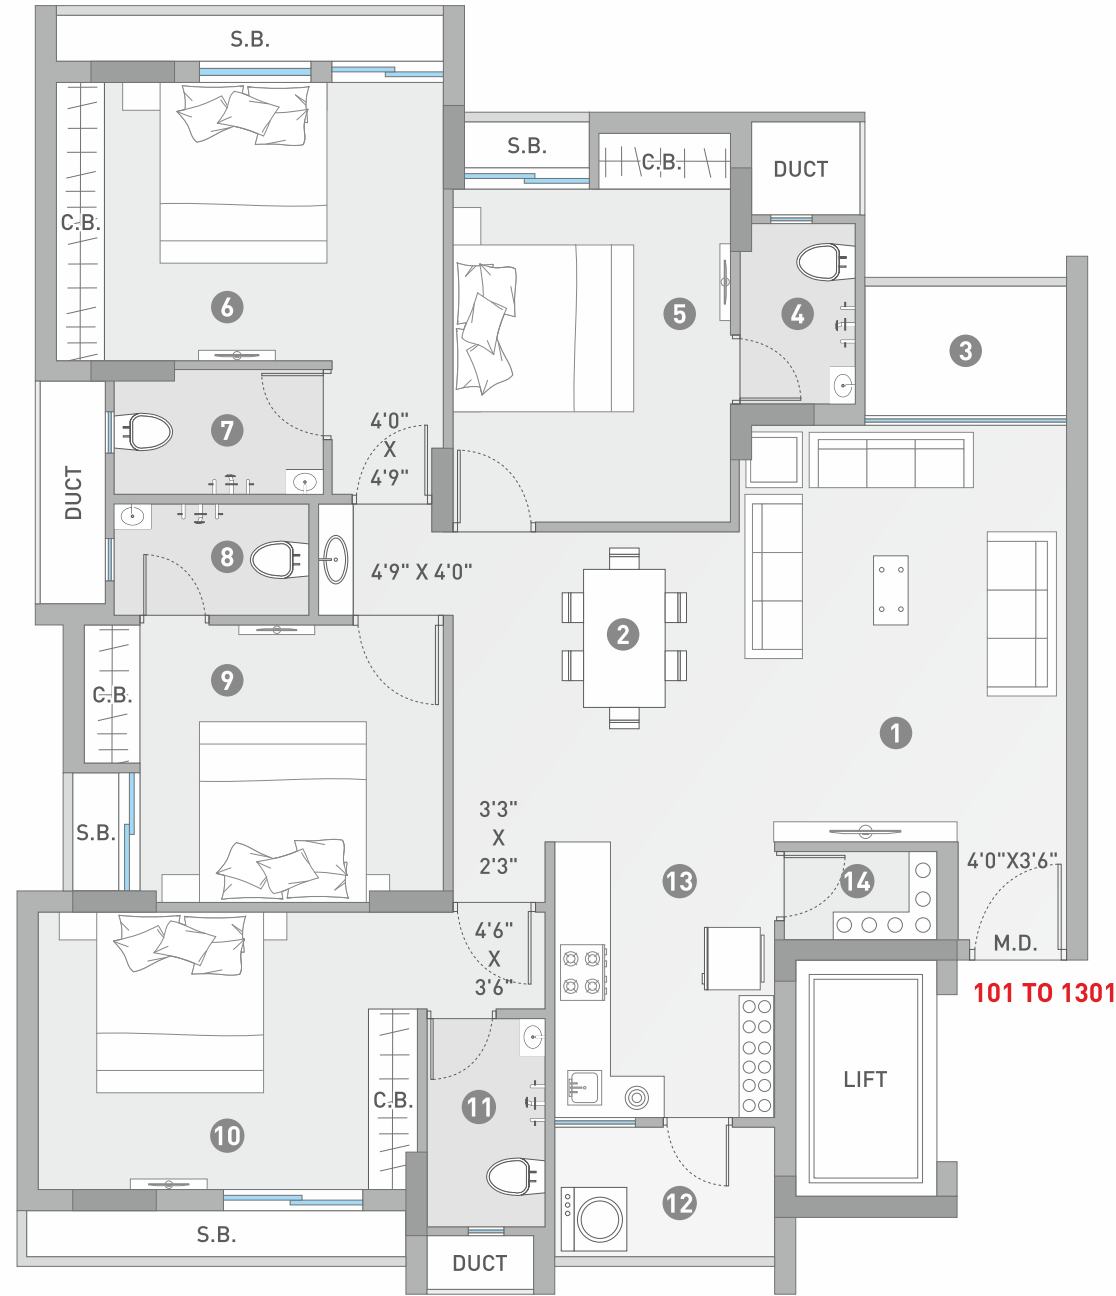 S.B.
S.B.
C.B.
DUCT
C.B.
6
5
4
3
7
4'0"
X
4'9"
DUCT
8
4'9" X 4'0"
2
9
C.B.
1
S.B.
3'3"
X
2'3"
13
14
4'0"X3'6"
4'6"
X
3'6"
M.D.
101 TO 1301
LIFT
C.B.
11
10
12
S.B.
DUCT